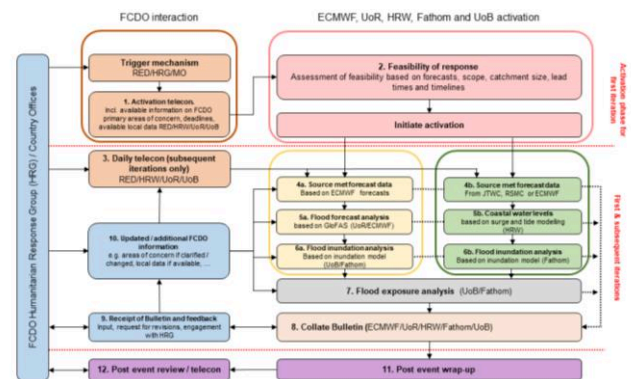 FCDO interaction
ECMWF, UoR, HRW, Fathom and UoB activation
FCDO Humanitarian Response Group (HRG) / Country Offices
Trigger mechanism
RED/HRG/MO
1. Activation telecon.
Incl. available information on FCDO
primary areas of concern, deadlines,
available local data RED/HRW/UoR/UoB
2. Feasibility of response
Assessment of feasibility based on forecasts, scope, catchment size, lead
times and timelines
Initiate activation
Activation phase for
first iteration
3. Daily telecon (subsequent
iterations only)
RED/HRW/UoR/UoB
4a. Source met forecast data
Based on ECMWF forecasts
4b. Source met forecast data
From JTWC, RSMC or ECMWF
5a. Flood forecast analysis
based on GloFAS (UoR/ECMWF)
5b. Coastal water levels
based on surge and tide modelling
(HRW)
10. Updated / additional FCDO
information
e.g. areas of concern if clarified /
changed, local data if available, ...
6a. Flood inundation analysis
Based on inundation model
(UoB/Fathom)
6b. Flood inundation analysis
Based on inundation model (Fathom)
First & subsequent iterations
7. Flood exposure analysis (UoB/Fathom)
9. Receipt of Bulletin and feedback
Input, request for revisions, engagement
with HRG
8. Collate Bulletin (ECMWF/UoR/HRW/Fathom/UoB)
12. Post event review / telecon
11. Post event wrap-up